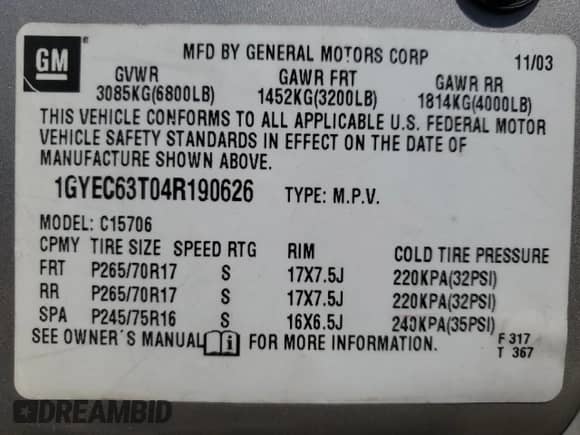 GM
MFD BY GENERAL MOTORS CORP 11/03
GVWR GAWR FRT GAWR RR
3085KG(6800LB) 1452KG(3200LB) 1814KG(4000LB)
THIS VEHICLE CONFORMS TO ALL APPLICABLE U.S. FEDERAL MOTOR
VEHICLE SAFETY STANDARDS IN EFFECT ON THE DATE OF
MANUFACTURE SHOWN ABOVE.
1GYEC63T04R190626 TYPE: M.P.V.
MODEL: C15706
CPMY TIRE SIZE SPEED RTG RIM COLD TIRE PRESSURE
FRT P265/70R17 S 17X7.5J 220KPA(32PSI)
RR P265/70R17 S 17X7.5J 220KPA(32PSI)
SPA P245/75R16 S 16X6.5J 240KPA(35PSI)
SEE OWNER'S MANUAL i FOR MORE INFORMATION. F 317
T 367
DREAMBID